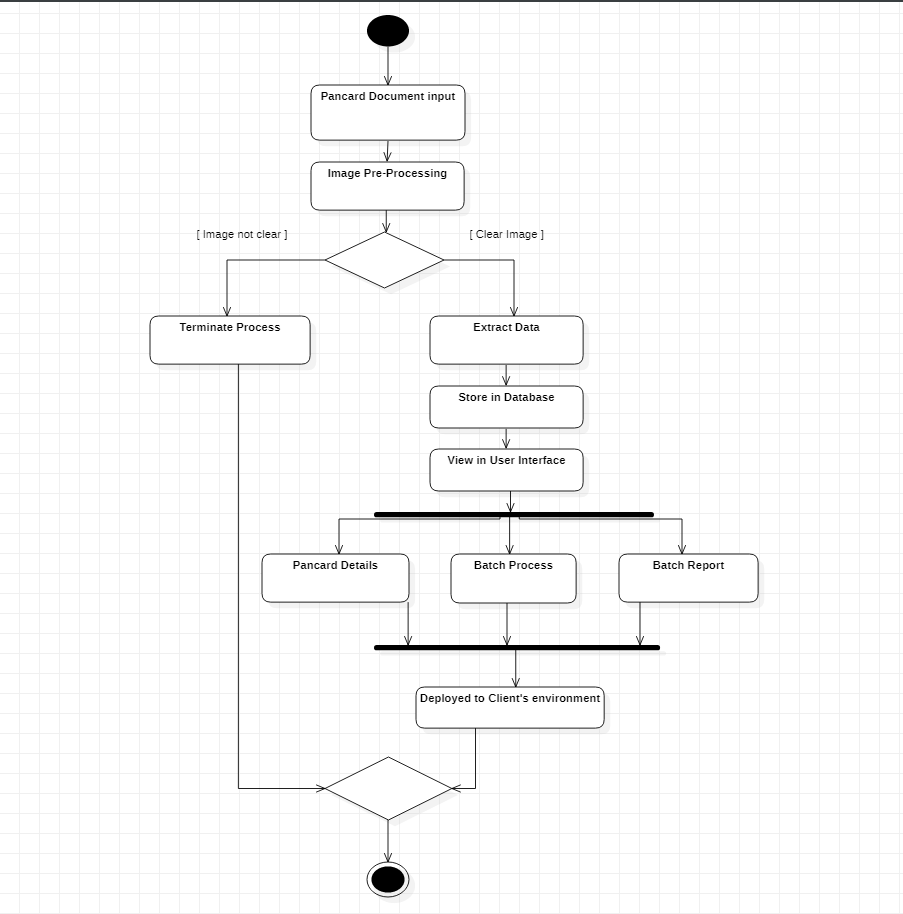 Pancard Document input
Image Pre-Processing
[ Image not clear ]
[ Clear Image ]
Terminate Process
Extract Data
Store in Database
View in User Interface
Pancard Details
Batch Process
Batch Report
Deployed to Client's environment